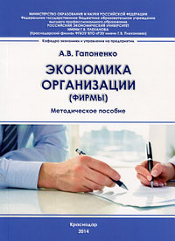 МИНИСТЕРСТВО ОБРАЗОВАНИЯ И НАУКИ РОССИЙСКОЙ ФЕДЕРАЦИИ
Федеральное государственное бюджетное образовательное учреждение
высшего профессионального образования
РОССИЙСКИЙ ЭКОНОМИЧЕСКИЙ УНИВЕРСИТЕТ
ИМЕНИ Г.В. ПЛЕХАНОВА
(Краснодарский филиал ФГБОУ ВПО «РЭУ имени Г.В. Плеханова»)
Кафедра экономики и управления на предприятии
А.В. Гапоненко
ЭКОНОМИКА
ОРГАНИЗАЦИИ
(ФИРМЫ)
Методическое пособие
Краснодар
2014